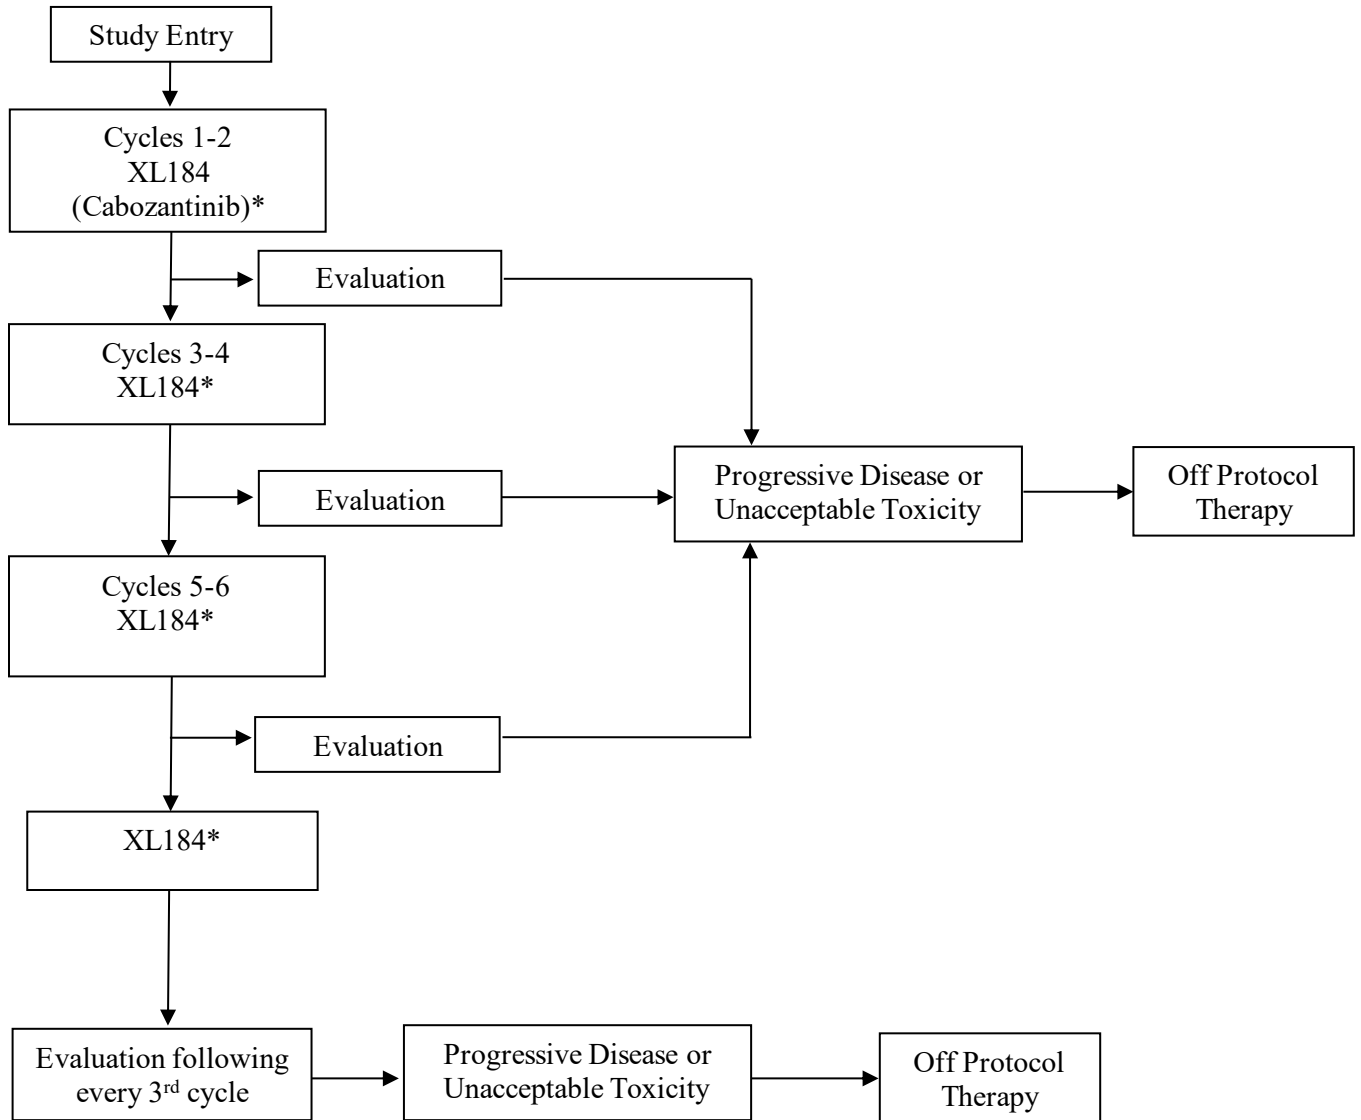 Study Entry
Cycles 1-2
XL184
(Cabozantinib)*
Evaluation
Cycles 3-4
XL184*
Evaluation
Progressive Disease or
Unacceptable Toxicity
Off Protocol
Therapy
Cycles 5-6
XL184*
Evaluation
XL184*
Evaluation following
every 3rd cycle
Progressive Disease or
Unacceptable Toxicity
Off Protocol
Therapy